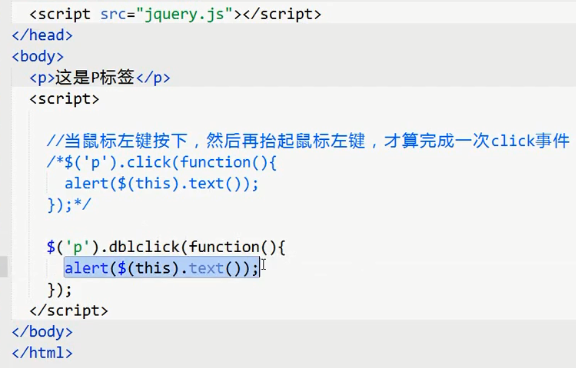 <script src="jquery.js"></script>
</head>
<body>
<p>这是P标签</p>
<script>
//当鼠标左键按下，然后再抬起鼠标左键，才算完成一次click事件
/*$('p').click(function(){
alert($(this).text());
});*/
$('p').dblclick(function(){
alert($(this).text());
});
</script>
</body>
</html>